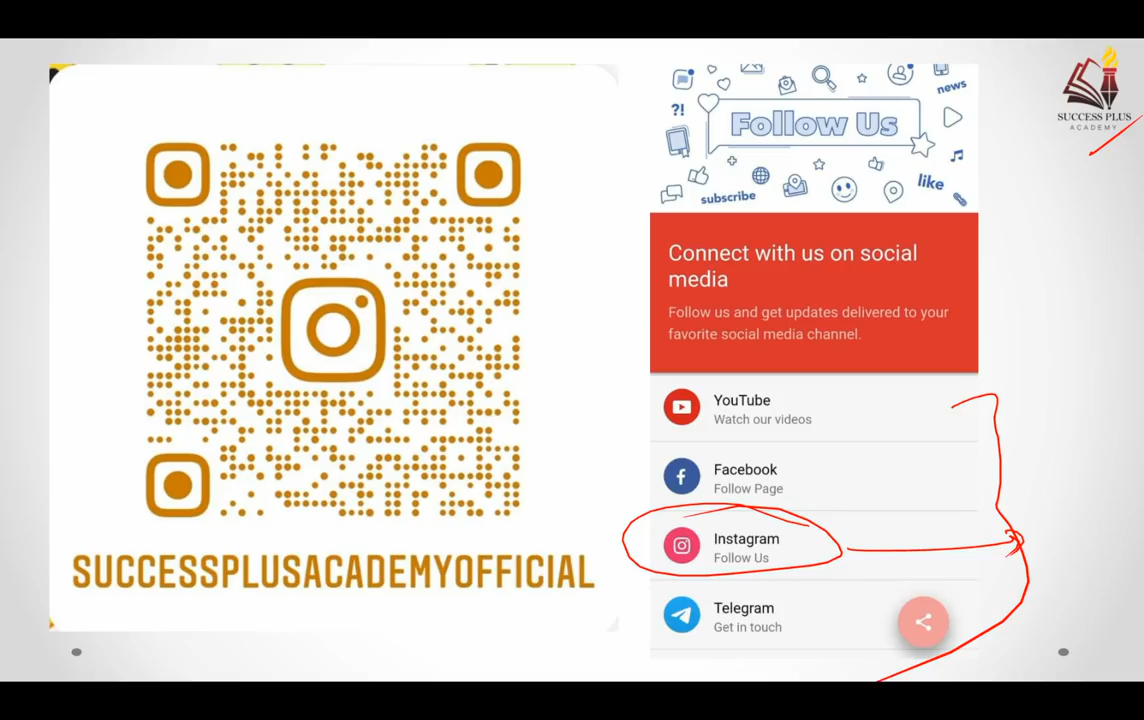 SUCCESSPLUSACADEMYOFFICIAL
?!
news
Follow Us
subscribe
like
Connect with us on social
media
Follow us and get updates delivered to your
favorite social media channel.
YouTube
Watch our videos
Facebook
Follow Page
Instagram
Follow Us
Telegram
Get in touch
SUCCESS PLUS
ACADEMY